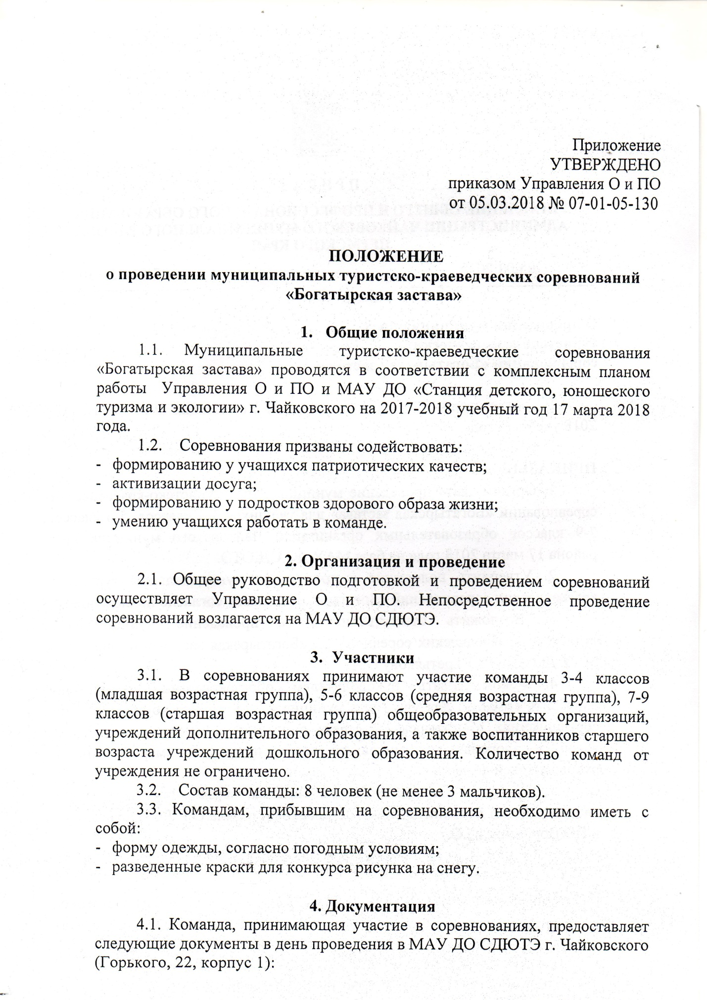 Приложение
УТВЕРЖДЕНО
приказом Управления О и ПО
от 05.03.2018 № 07-01-05-130
ПОЛОЖЕНИЕ
о проведении муниципальных туристско-краеведческих соревнований
«Богатырская застава»
1. Общие положения
1.1. Муниципальные туристско-краеведческие соревнования
«Богатырская застава» проводятся в соответствии с комплексным планом
работы Управления О и ПО и МАУ ДО «Станция детского, юношеского
туризма и экологии» г. Чайковского на 2017-2018 учебный год 17 марта 2018
года.
1.2. Соревнования призваны содействовать:
- формированию у учащихся патриотических качеств;
- активизации досуга;
- формированию у подростков здорового образа жизни;
- умению учащихся работать в команде.
2. Организация и проведение
2.1. Общее руководство подготовкой и проведением соревнований
осуществляет Управление О и ПО. Непосредственное проведение
соревнований возлагается на МАУ ДО СДЮТЭ.
3. Участники
3.1. В соревнованиях принимают участие команды 3-4 классов
(младшая возрастная группа), 5-6 классов (средняя возрастная группа), 7-9
классов (старшая возрастная группа) общеобразовательных организаций,
учреждений дополнительного образования, а также воспитанников старшего
возраста учреждений дошкольного образования. Количество команд от
учреждения не ограничено.
3.2. Состав команды: 8 человек (не менее 3 мальчиков).
3.3. Командам, прибывшим на соревнования, необходимо иметь с
собой:
- форму одежды, согласно погодным условиям;
- разведенные краски для конкурса рисунка на снегу.
4. Документация
4.1. Команда, принимающая участие в соревнованиях, предоставляет
следующие документы в день проведения в МАУ ДО СДЮТЭ г. Чайковского
(Горького, 22, корпус 1):